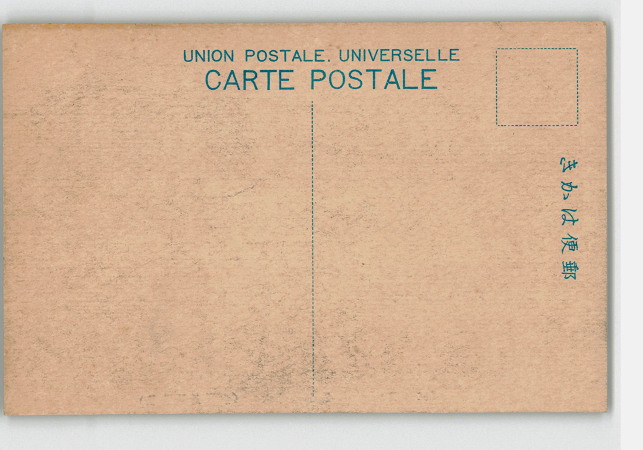 UNION POSTALE. UNIVERSELLE
CARTE POSTALE
きかは便郵